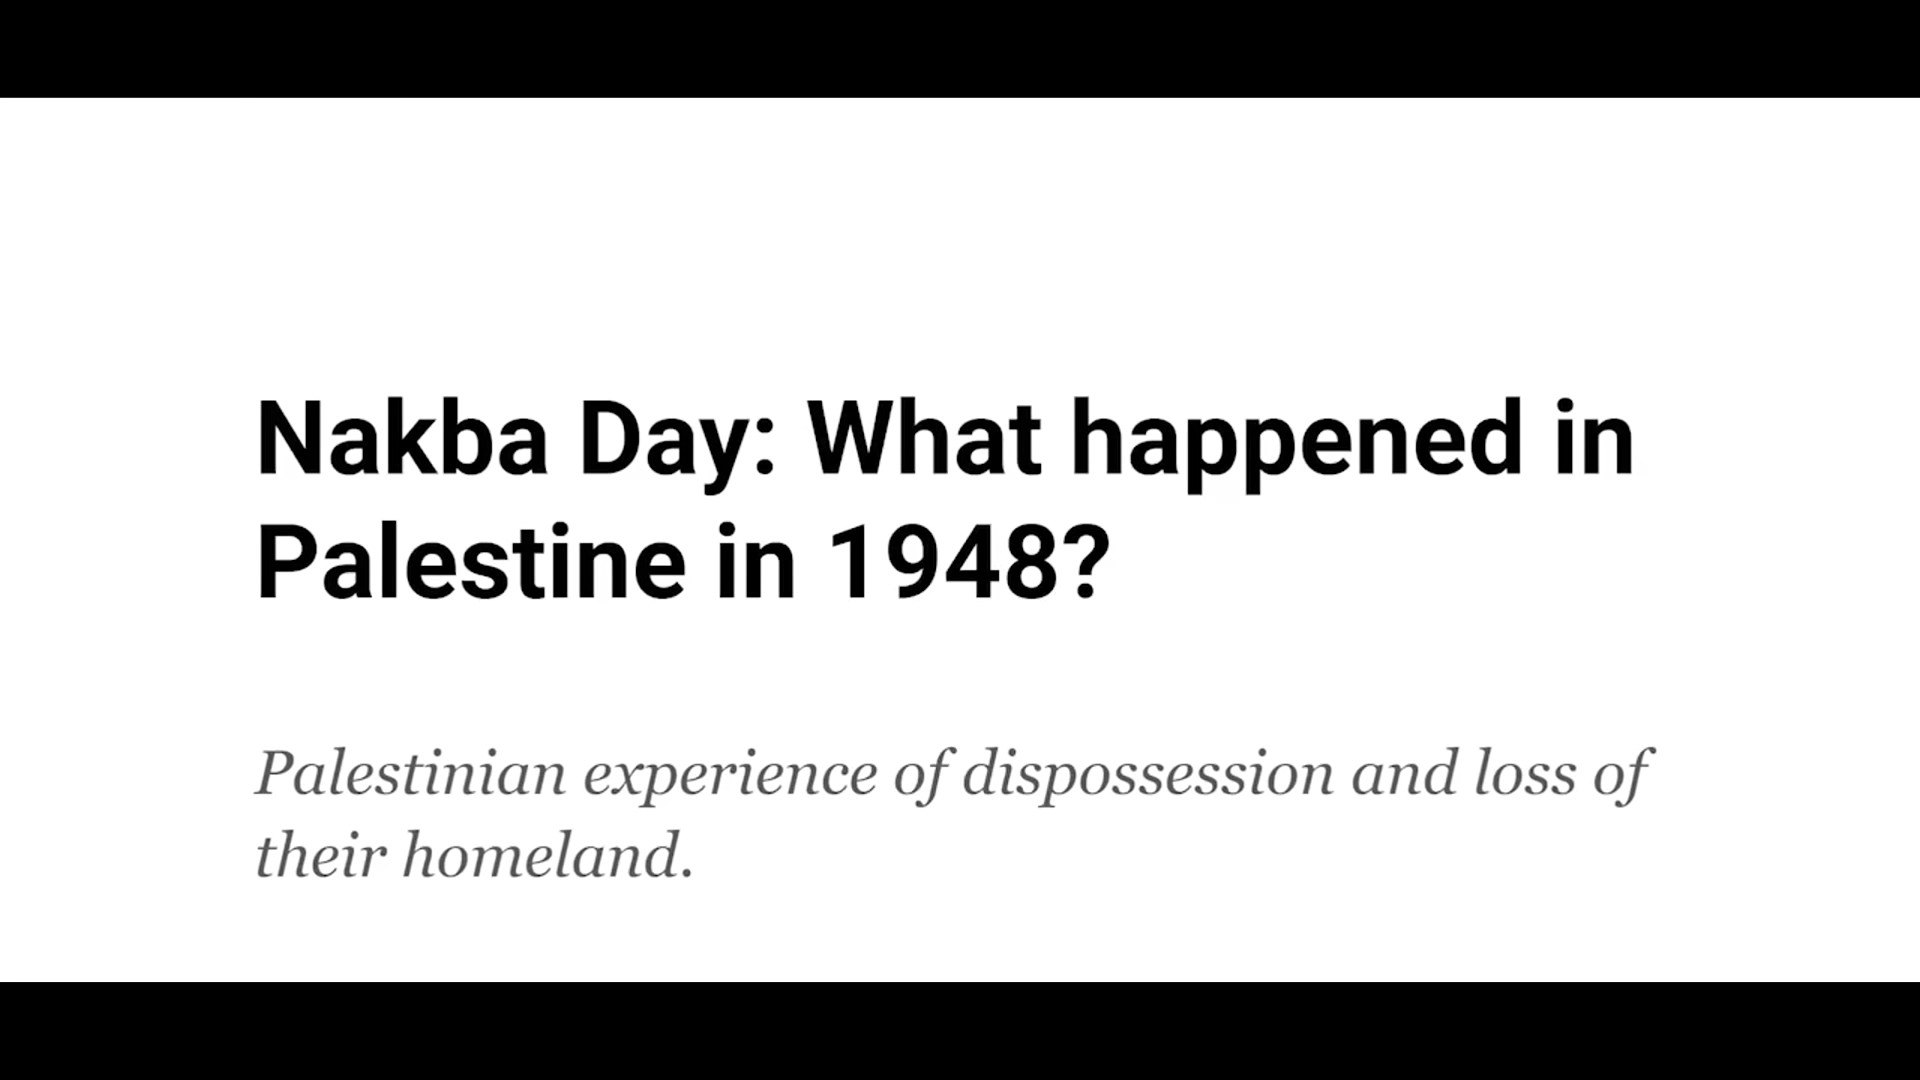 Nakba Day: What happened in
Palestine in 1948?
Palestinian experience of dispossession and loss of
their homeland.